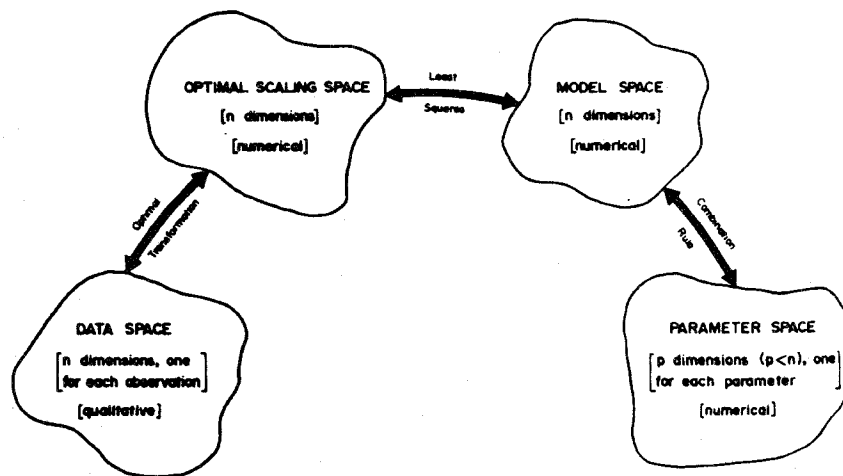 OPTIMAL SCALING SPACE
[n dimensions]
[numerical]
Least
Squares
MODEL SPACE
[n dimensions]
[numerical]
Optimal
Transformation
Combination
Rule
DATA SPACE
[n dimensions, one
for each observation]
[qualitative]
PARAMETER SPACE
[p dimensions (p<n), one
for each parameter]
[numerical]